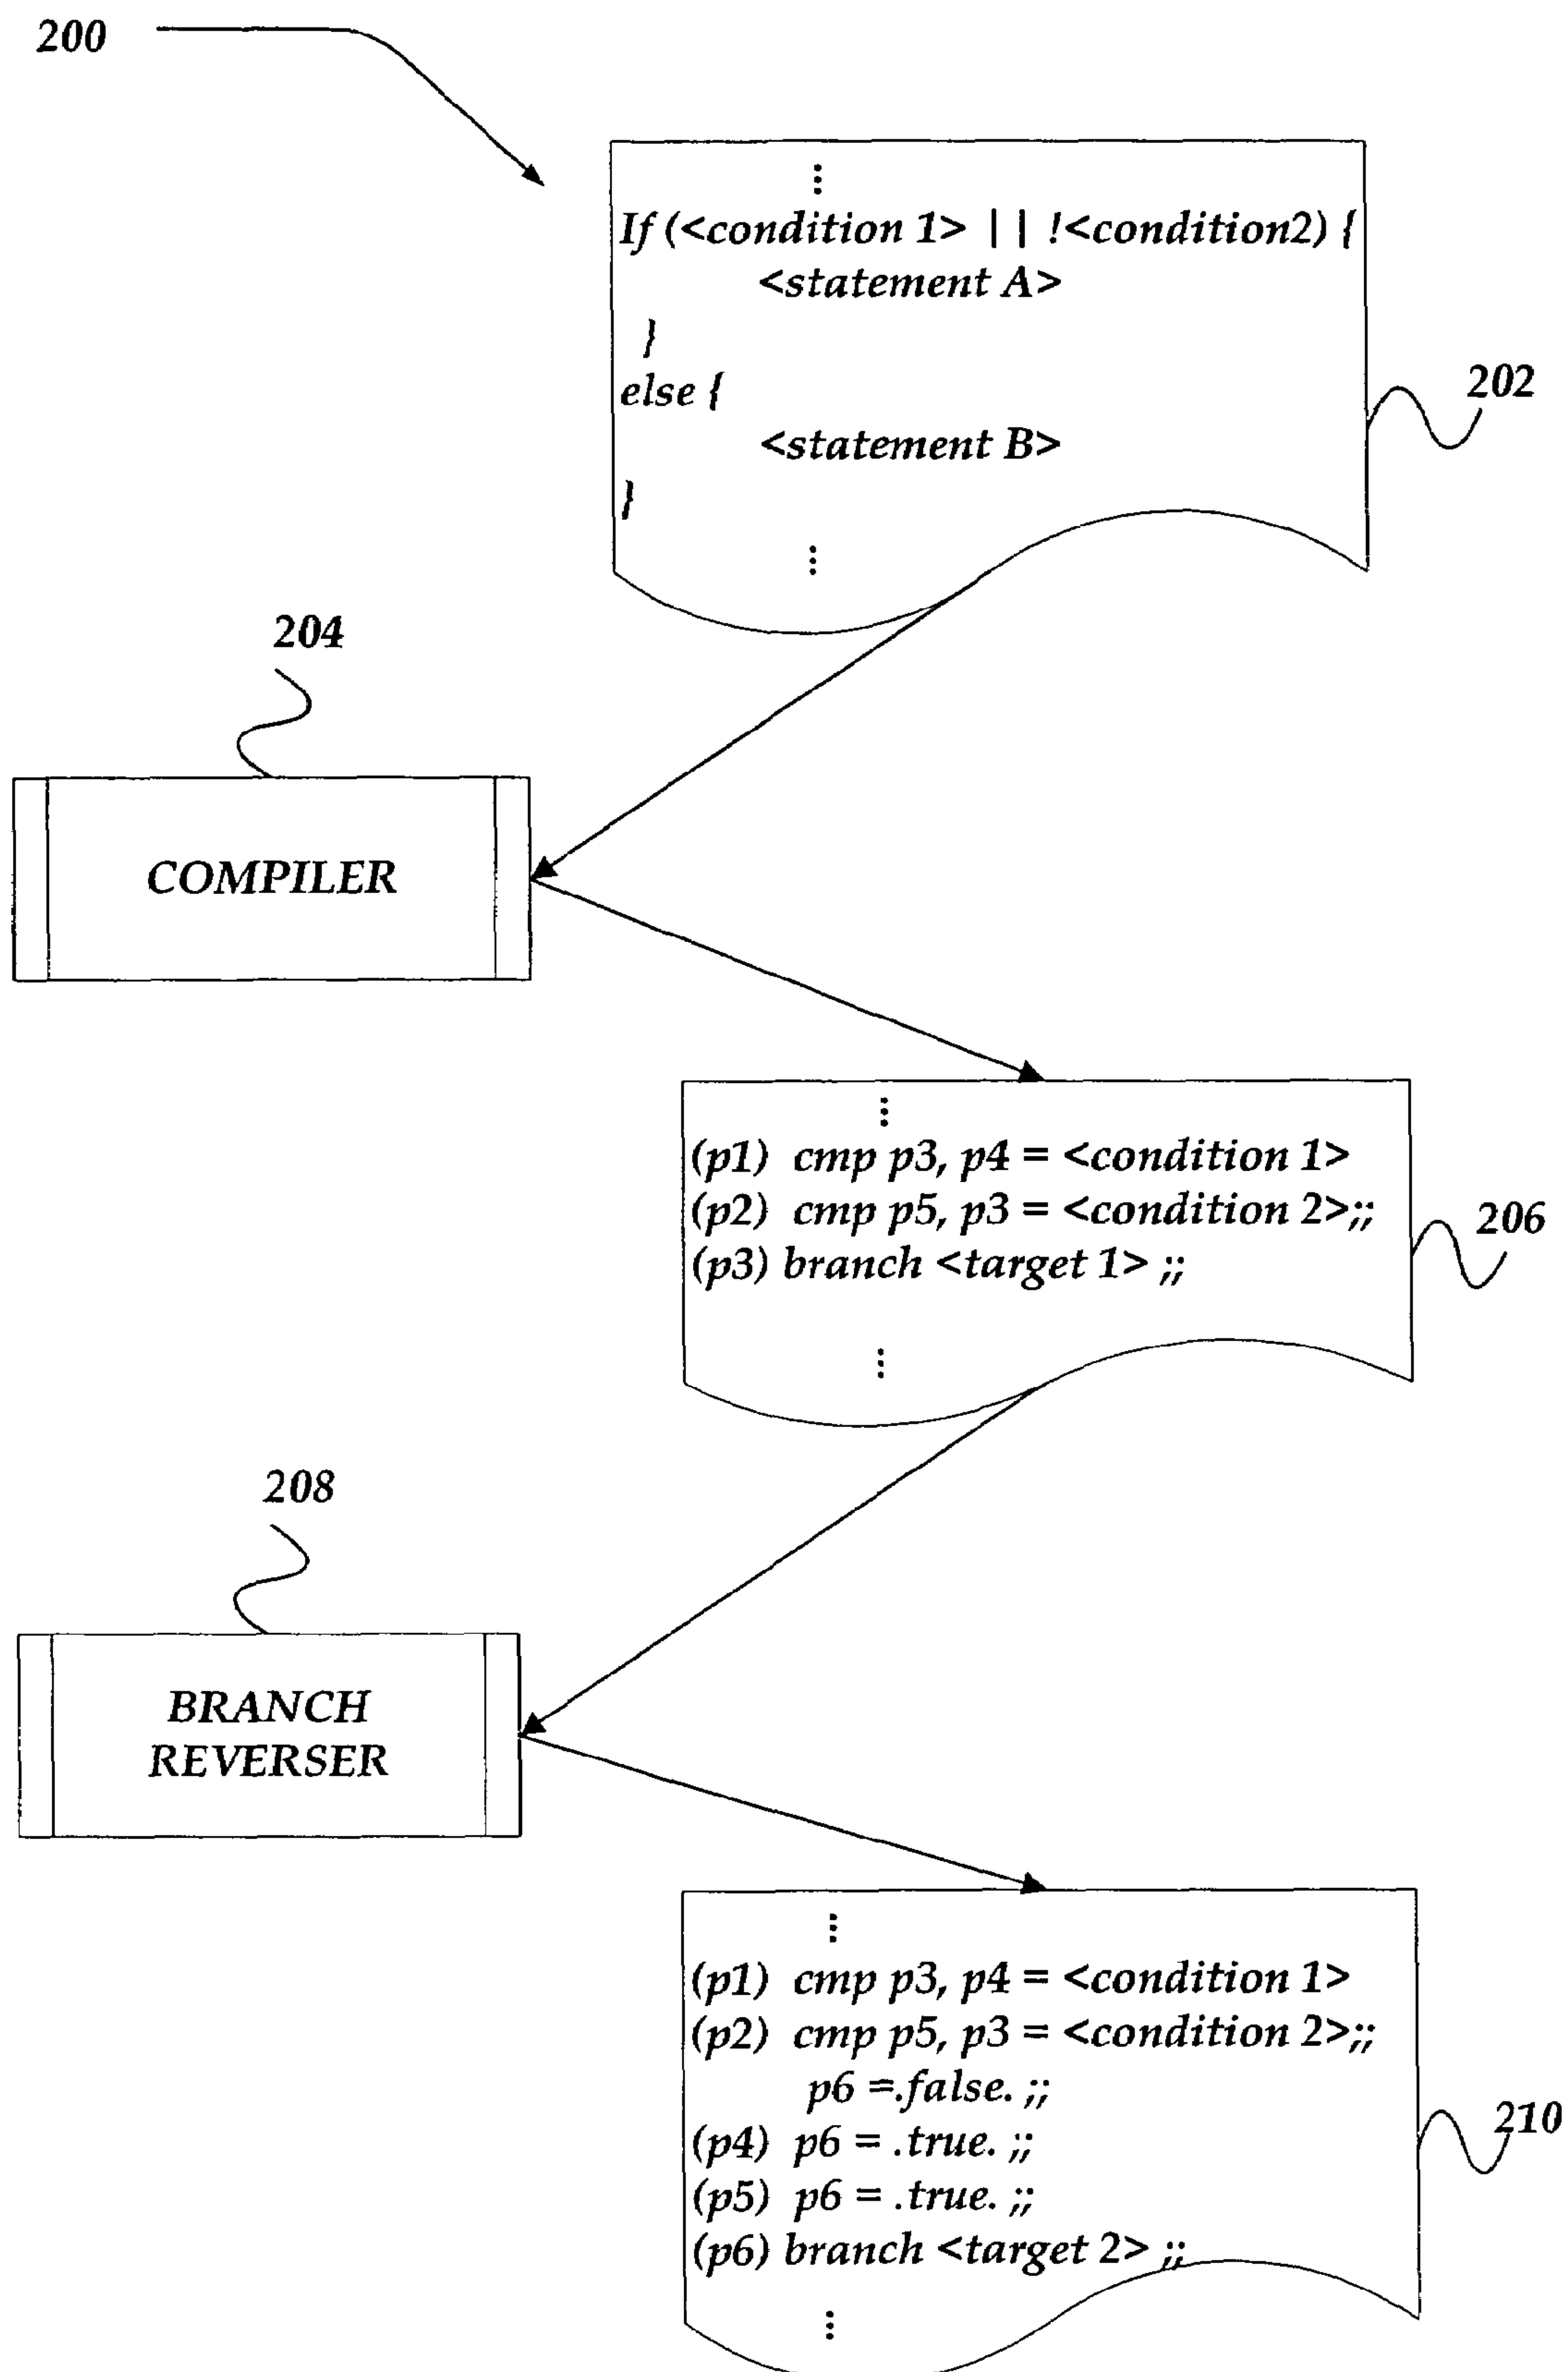 200
⋮
If (<condition 1> || !<condition2) {
<statement A>
}
else {
<statement B>
}
⋮
202
204
COMPILER
⋮
(p1) cmp p3, p4 = <condition 1>
(p2) cmp p5, p3 = <condition 2>;;
(p3) branch <target 1> ;;
⋮
206
208
BRANCH
REVERSER
⋮
(p1) cmp p3, p4 = <condition 1>
(p2) cmp p5, p3 = <condition 2>;;
p6 =.false. ;;
(p4) p6 = .true. ;;
(p5) p6 = .true. ;;
(p6) branch <target 2> ;;
⋮
210